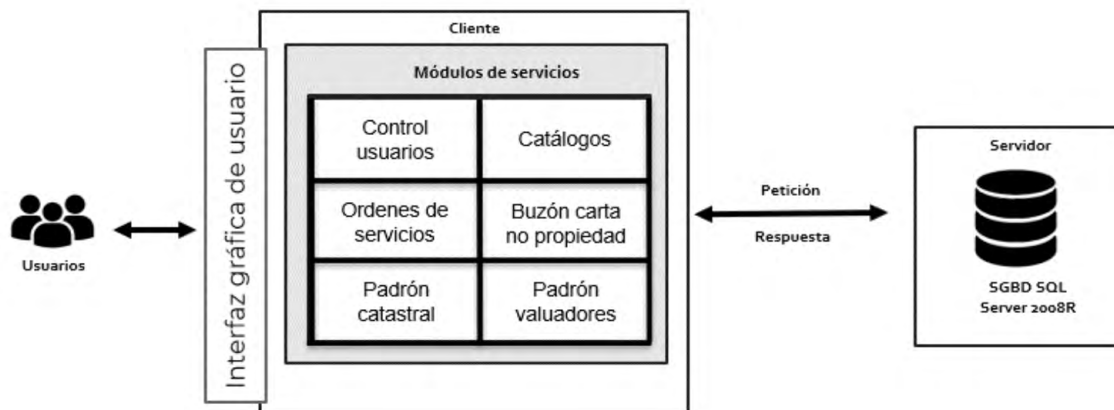 Cliente
Módulos de servicios
Interfaz gráfica de usuario
Control
usuarios
Catálogos
Ordenes de
servicios
Buzón carta
no propiedad
Padrón
catastral
Padrón
valuadores
Usuarios
Petición
Respuesta
Servidor
SGBD SQL
Server 2008R